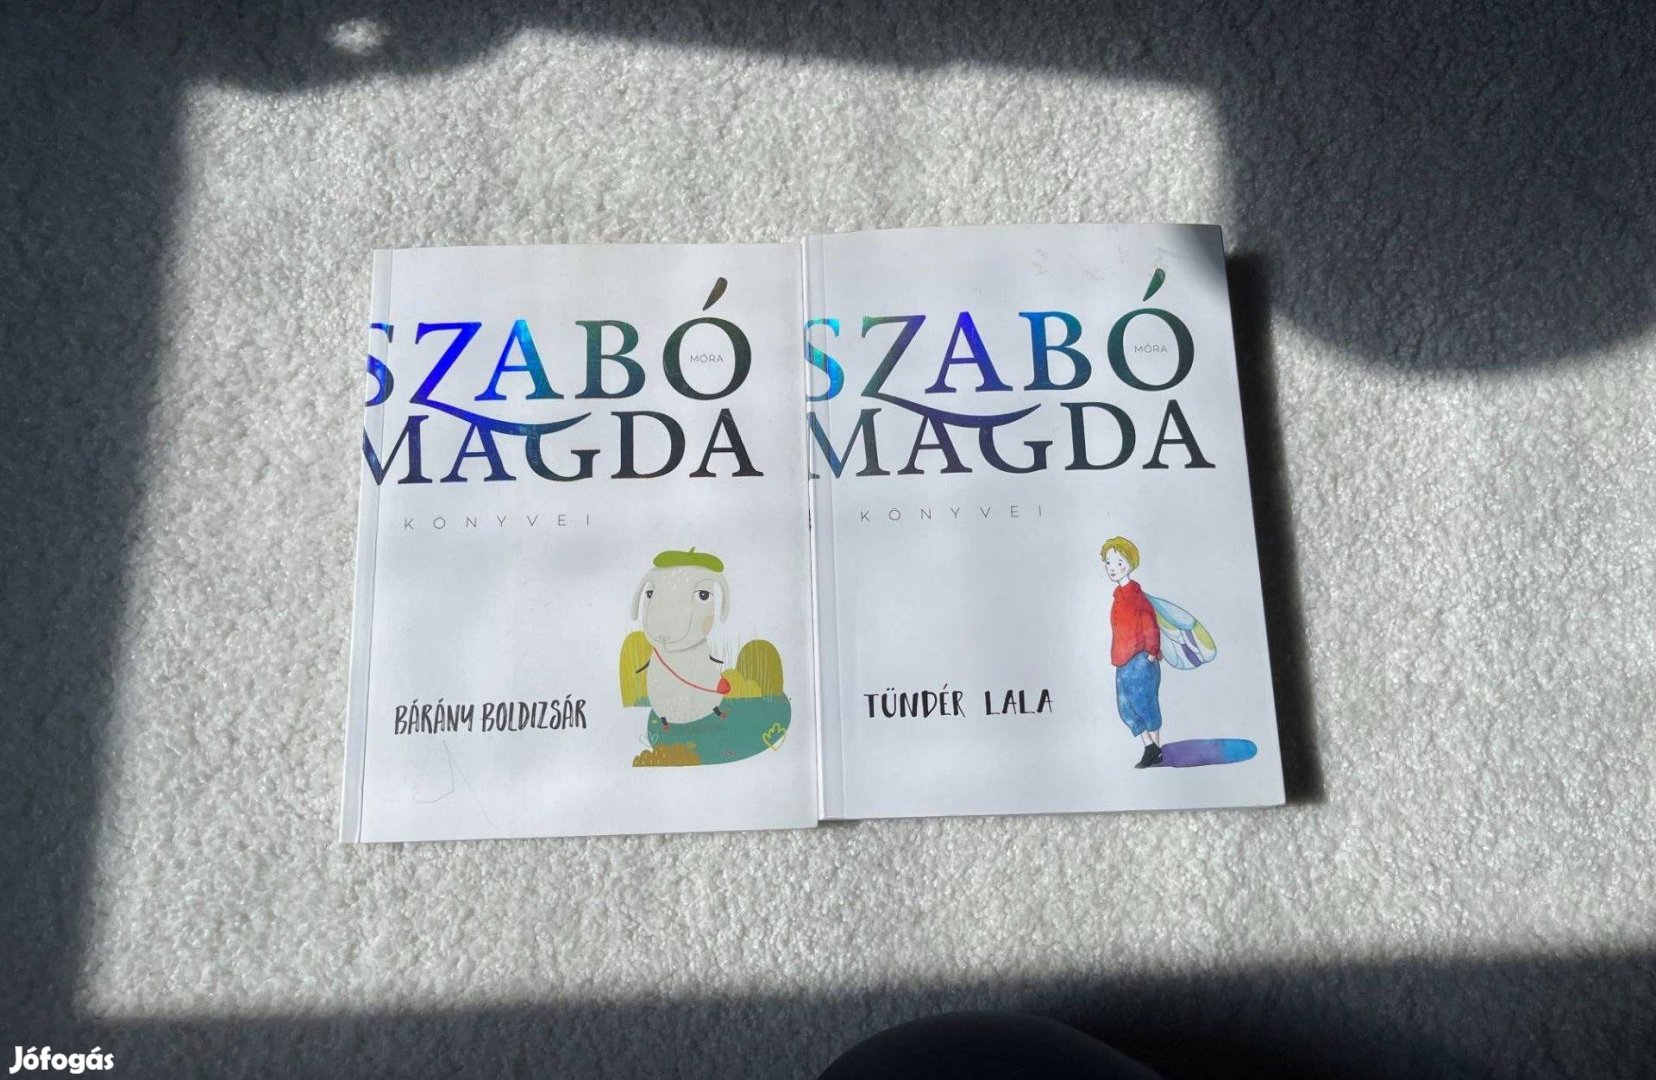 SZABÓ
MÓRA
MAGDA
KÖNYVEI
BÁRÁNY BOLDIZSÁR
SZABÓ
MÓRA
MAGDA
KÖNYVEI
TÜNDÉR LALA
Jófogás